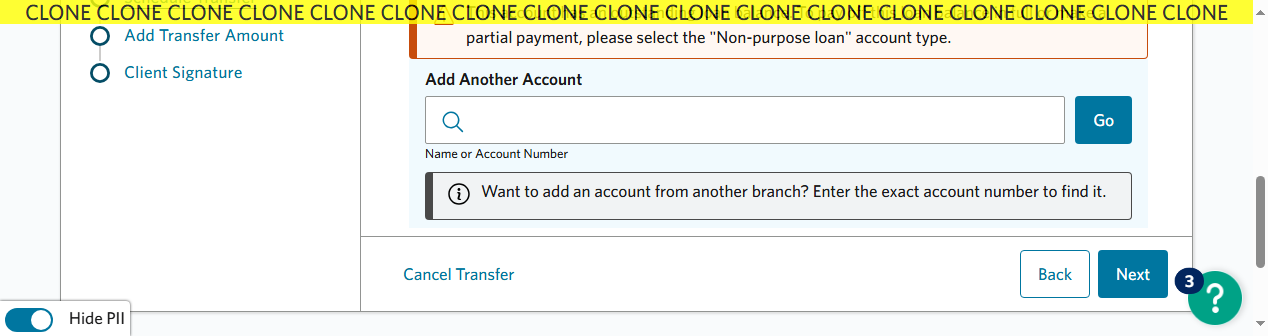 CLONE CLONE CLONE CLONE CLONE CLONE CLONE CLONE CLONE CLONE CLONE CLONE CLONE CLONE CLONE CLONE CLONE
Add Transfer Amount
Client Signature
partial payment, please select the "Non-purpose loan" account type.
Add Another Account
Go
Name or Account Number
Want to add an account from another branch? Enter the exact account number to find it.
Cancel Transfer
Back
Next
3
?
Hide PII